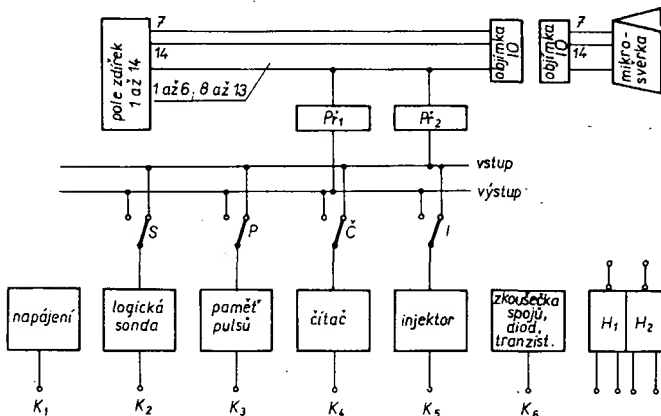 7
14
1 až 6, 8 až 13
pole zdířek
1 až 14
objímka
IO
objímka
IO
7
14
mikro-
svěrka
Př₁
Př₂
vstup
výstup
S
P
Č
I
napájení
logická
sonda
paměť
pulsů
čítač
injektor
zkoušečka
spojů,
diod,
tranzist.
H₁
H₂
K₁
K₂
K₃
K₄
K₅
K₆